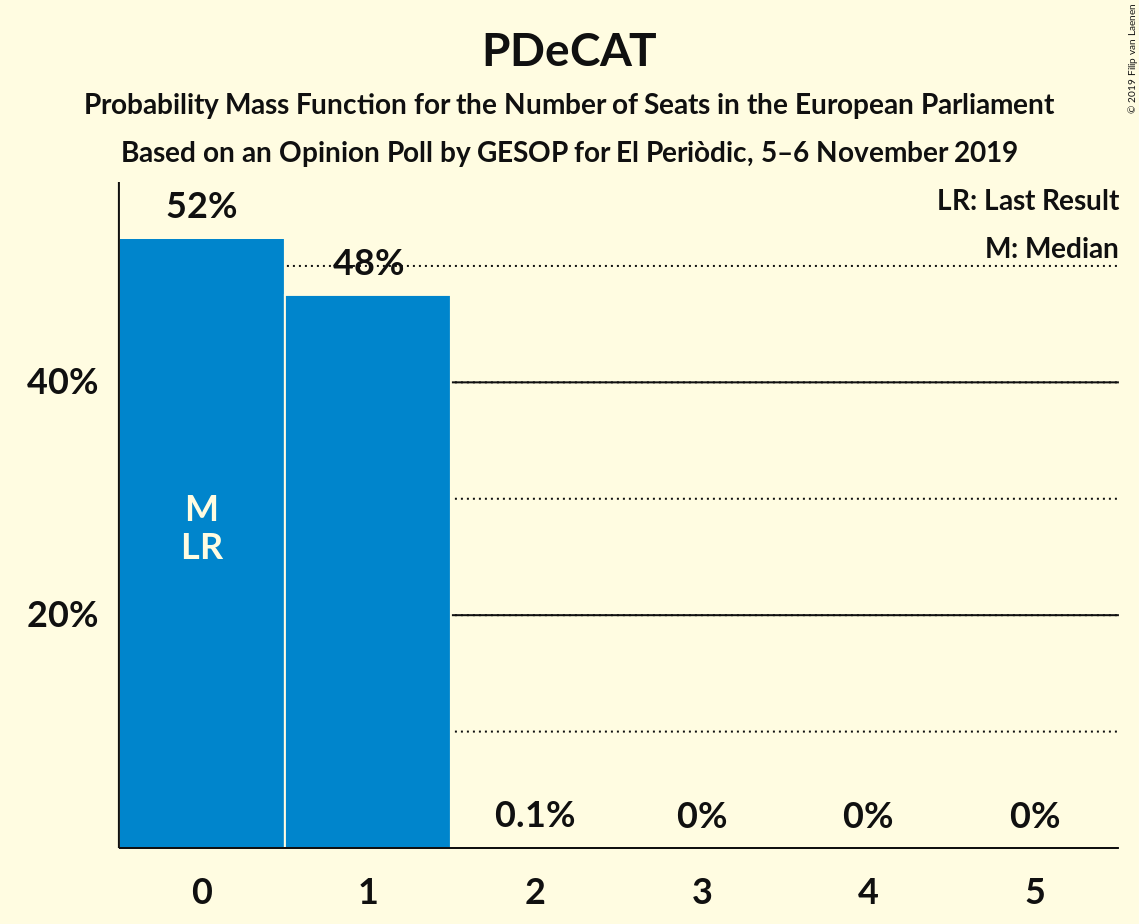 PDeCAT
Probability Mass Function for the Number of Seats in the European Parliament
Based on an Opinion Poll by GESOP for El Periòdic, 5–6 November 2019
© 2019 Filip van Laenen
LR: Last Result
M: Median
52%
48%
40%
20%
M
LR
0.1%
0%
0%
0%
0
1
2
3
4
5